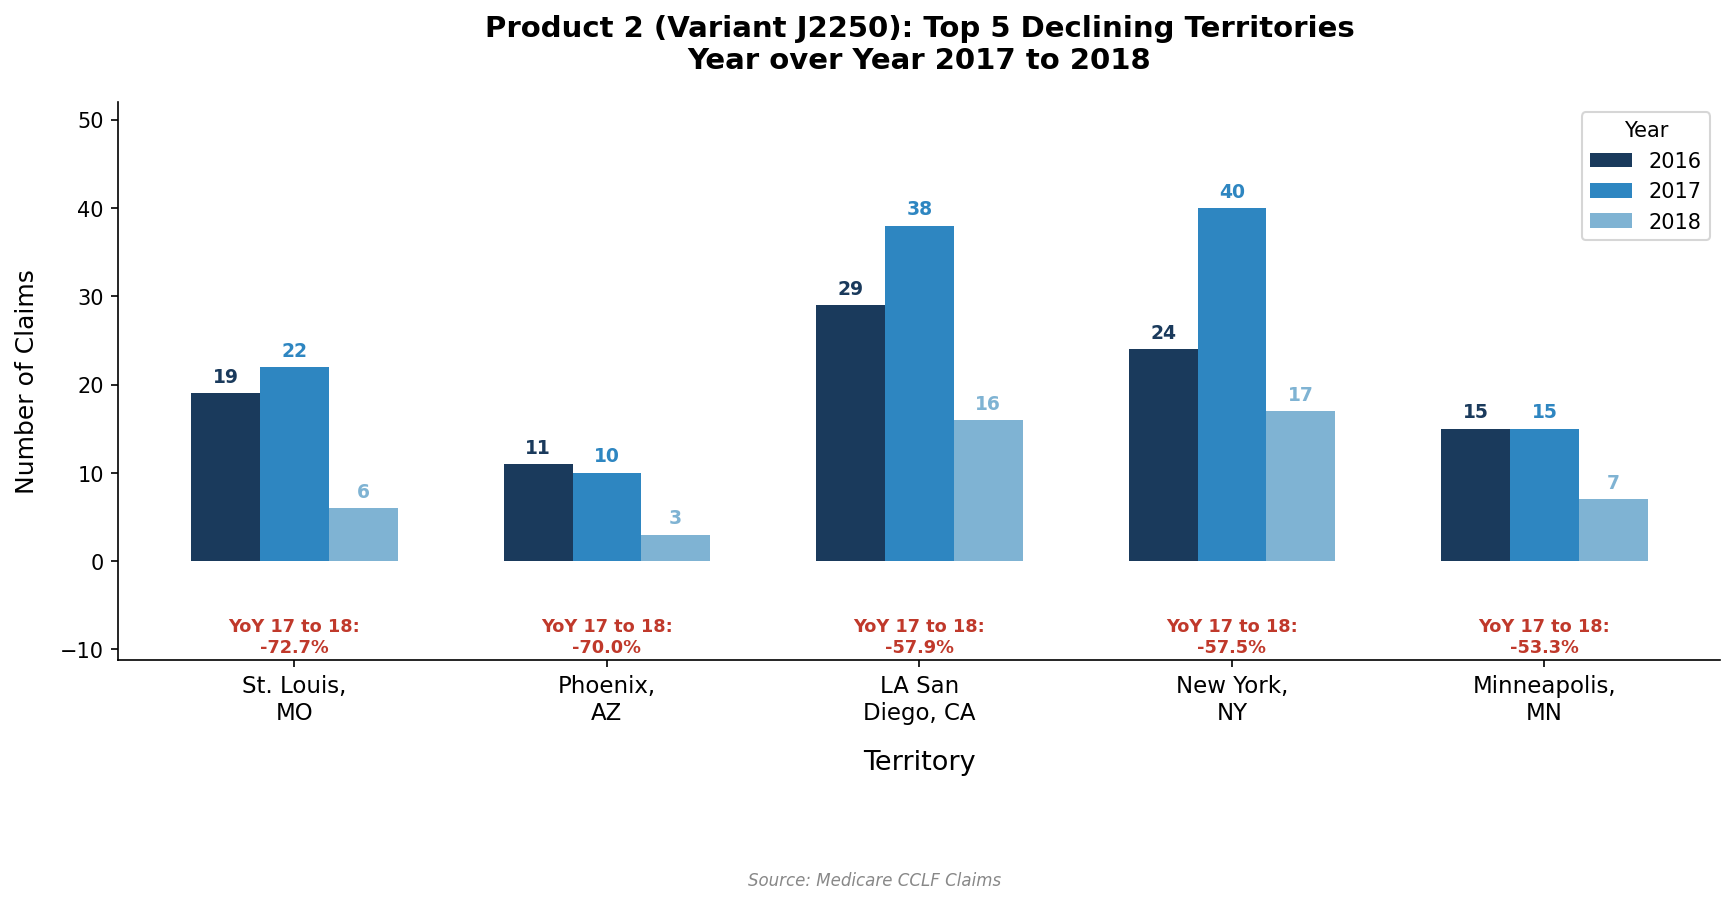 Product 2 (Variant J2250): Top 5 Declining Territories
Year over Year 2017 to 2018
Number of Claims
50
40
30
20
10
0
−10
Year
2016
2017
2018
19
22
6
11
10
3
29
38
16
24
40
17
15
15
7
YoY 17 to 18:
-72.7%
YoY 17 to 18:
-70.0%
YoY 17 to 18:
-57.9%
YoY 17 to 18:
-57.5%
YoY 17 to 18:
-53.3%
St. Louis,
MO
Phoenix,
AZ
LA San
Diego, CA
New York,
NY
Minneapolis,
MN
Territory
Source: Medicare CCLF Claims